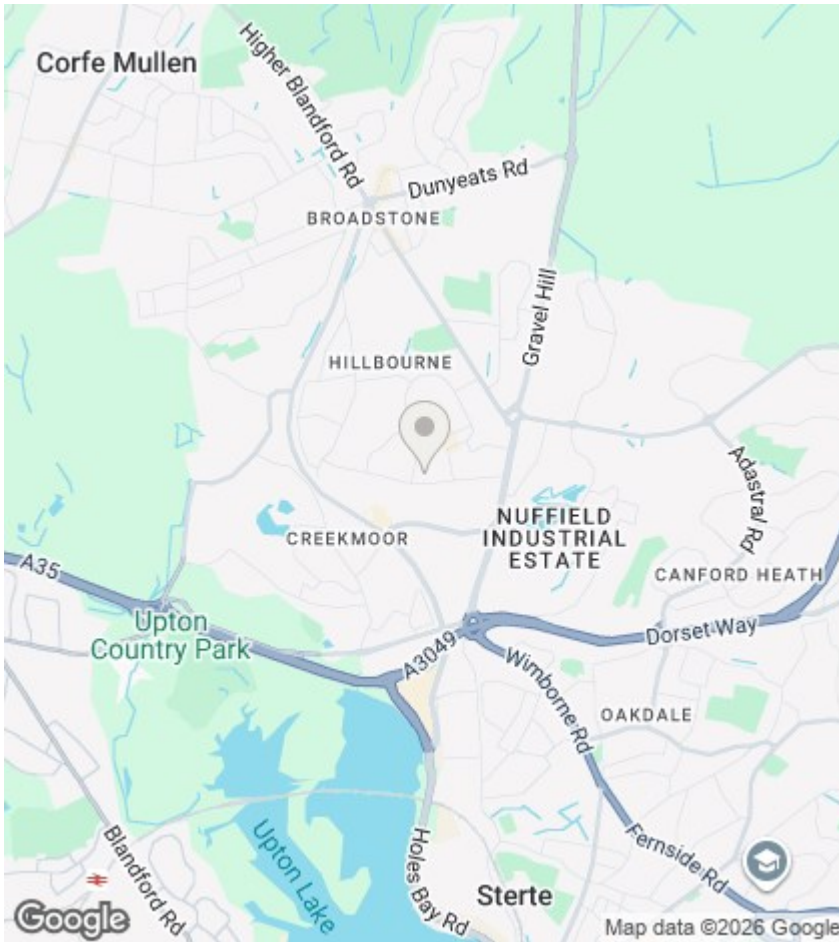 Corfe Mullen
Higher Blandford Rd
Dunyeats Rd
BROADSTONE
Gravel Hill
HILLBOURNE
Adastral Rd
NUFFIELD
INDUSTRIAL
ESTATE
CREEKMOOR
A35
CANFORD HEATH
Upton
Country Park
Dorset Way
A3049
Wimborne Rd
OAKDALE
Upton Lake
Blandford Rd
Holes Bay Rd
Fernside Rd
Sterte
Google
Map data ©2026 Google